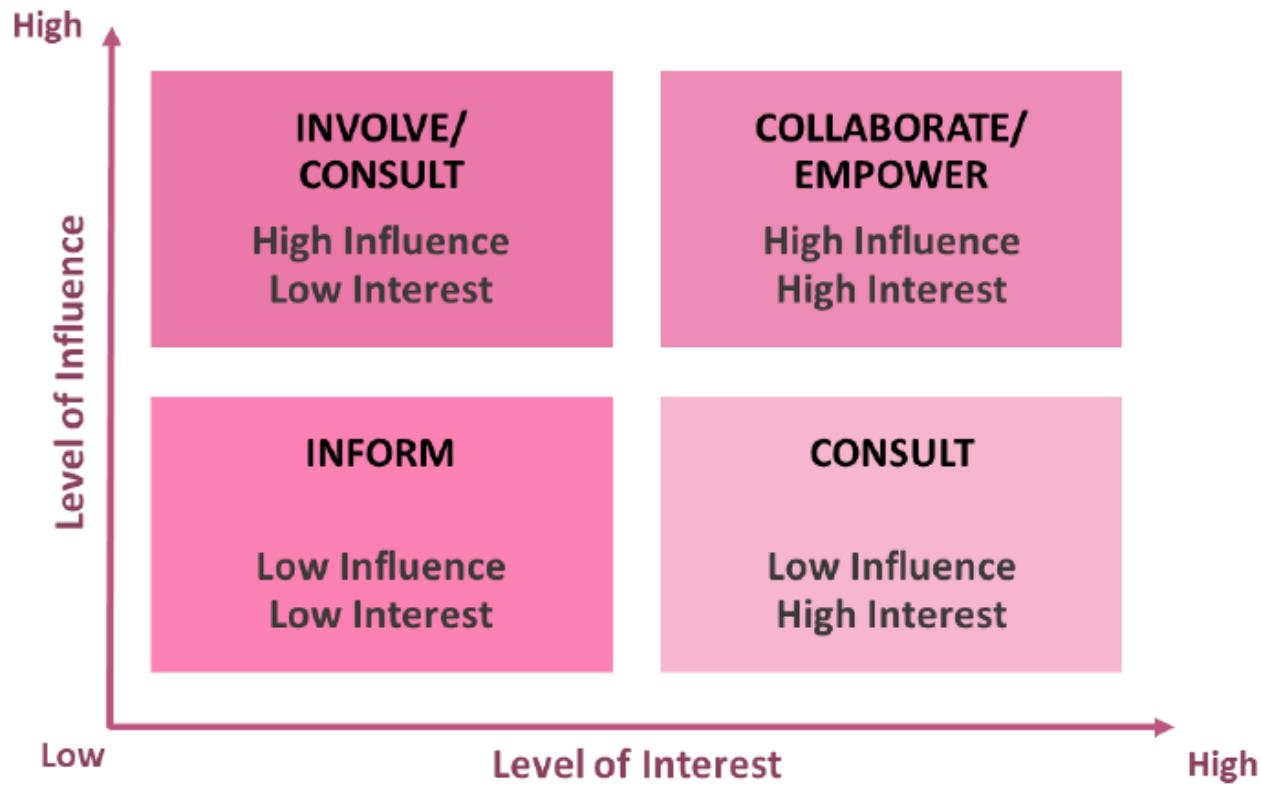 High
INVOLVE/
CONSULT
High Influence
Low Interest
COLLABORATE/
EMPOWER
High Influence
High Interest
Level of Influence
INFORM
Low Influence
Low Interest
CONSULT
Low Influence
High Interest
Low
Level of Interest
High